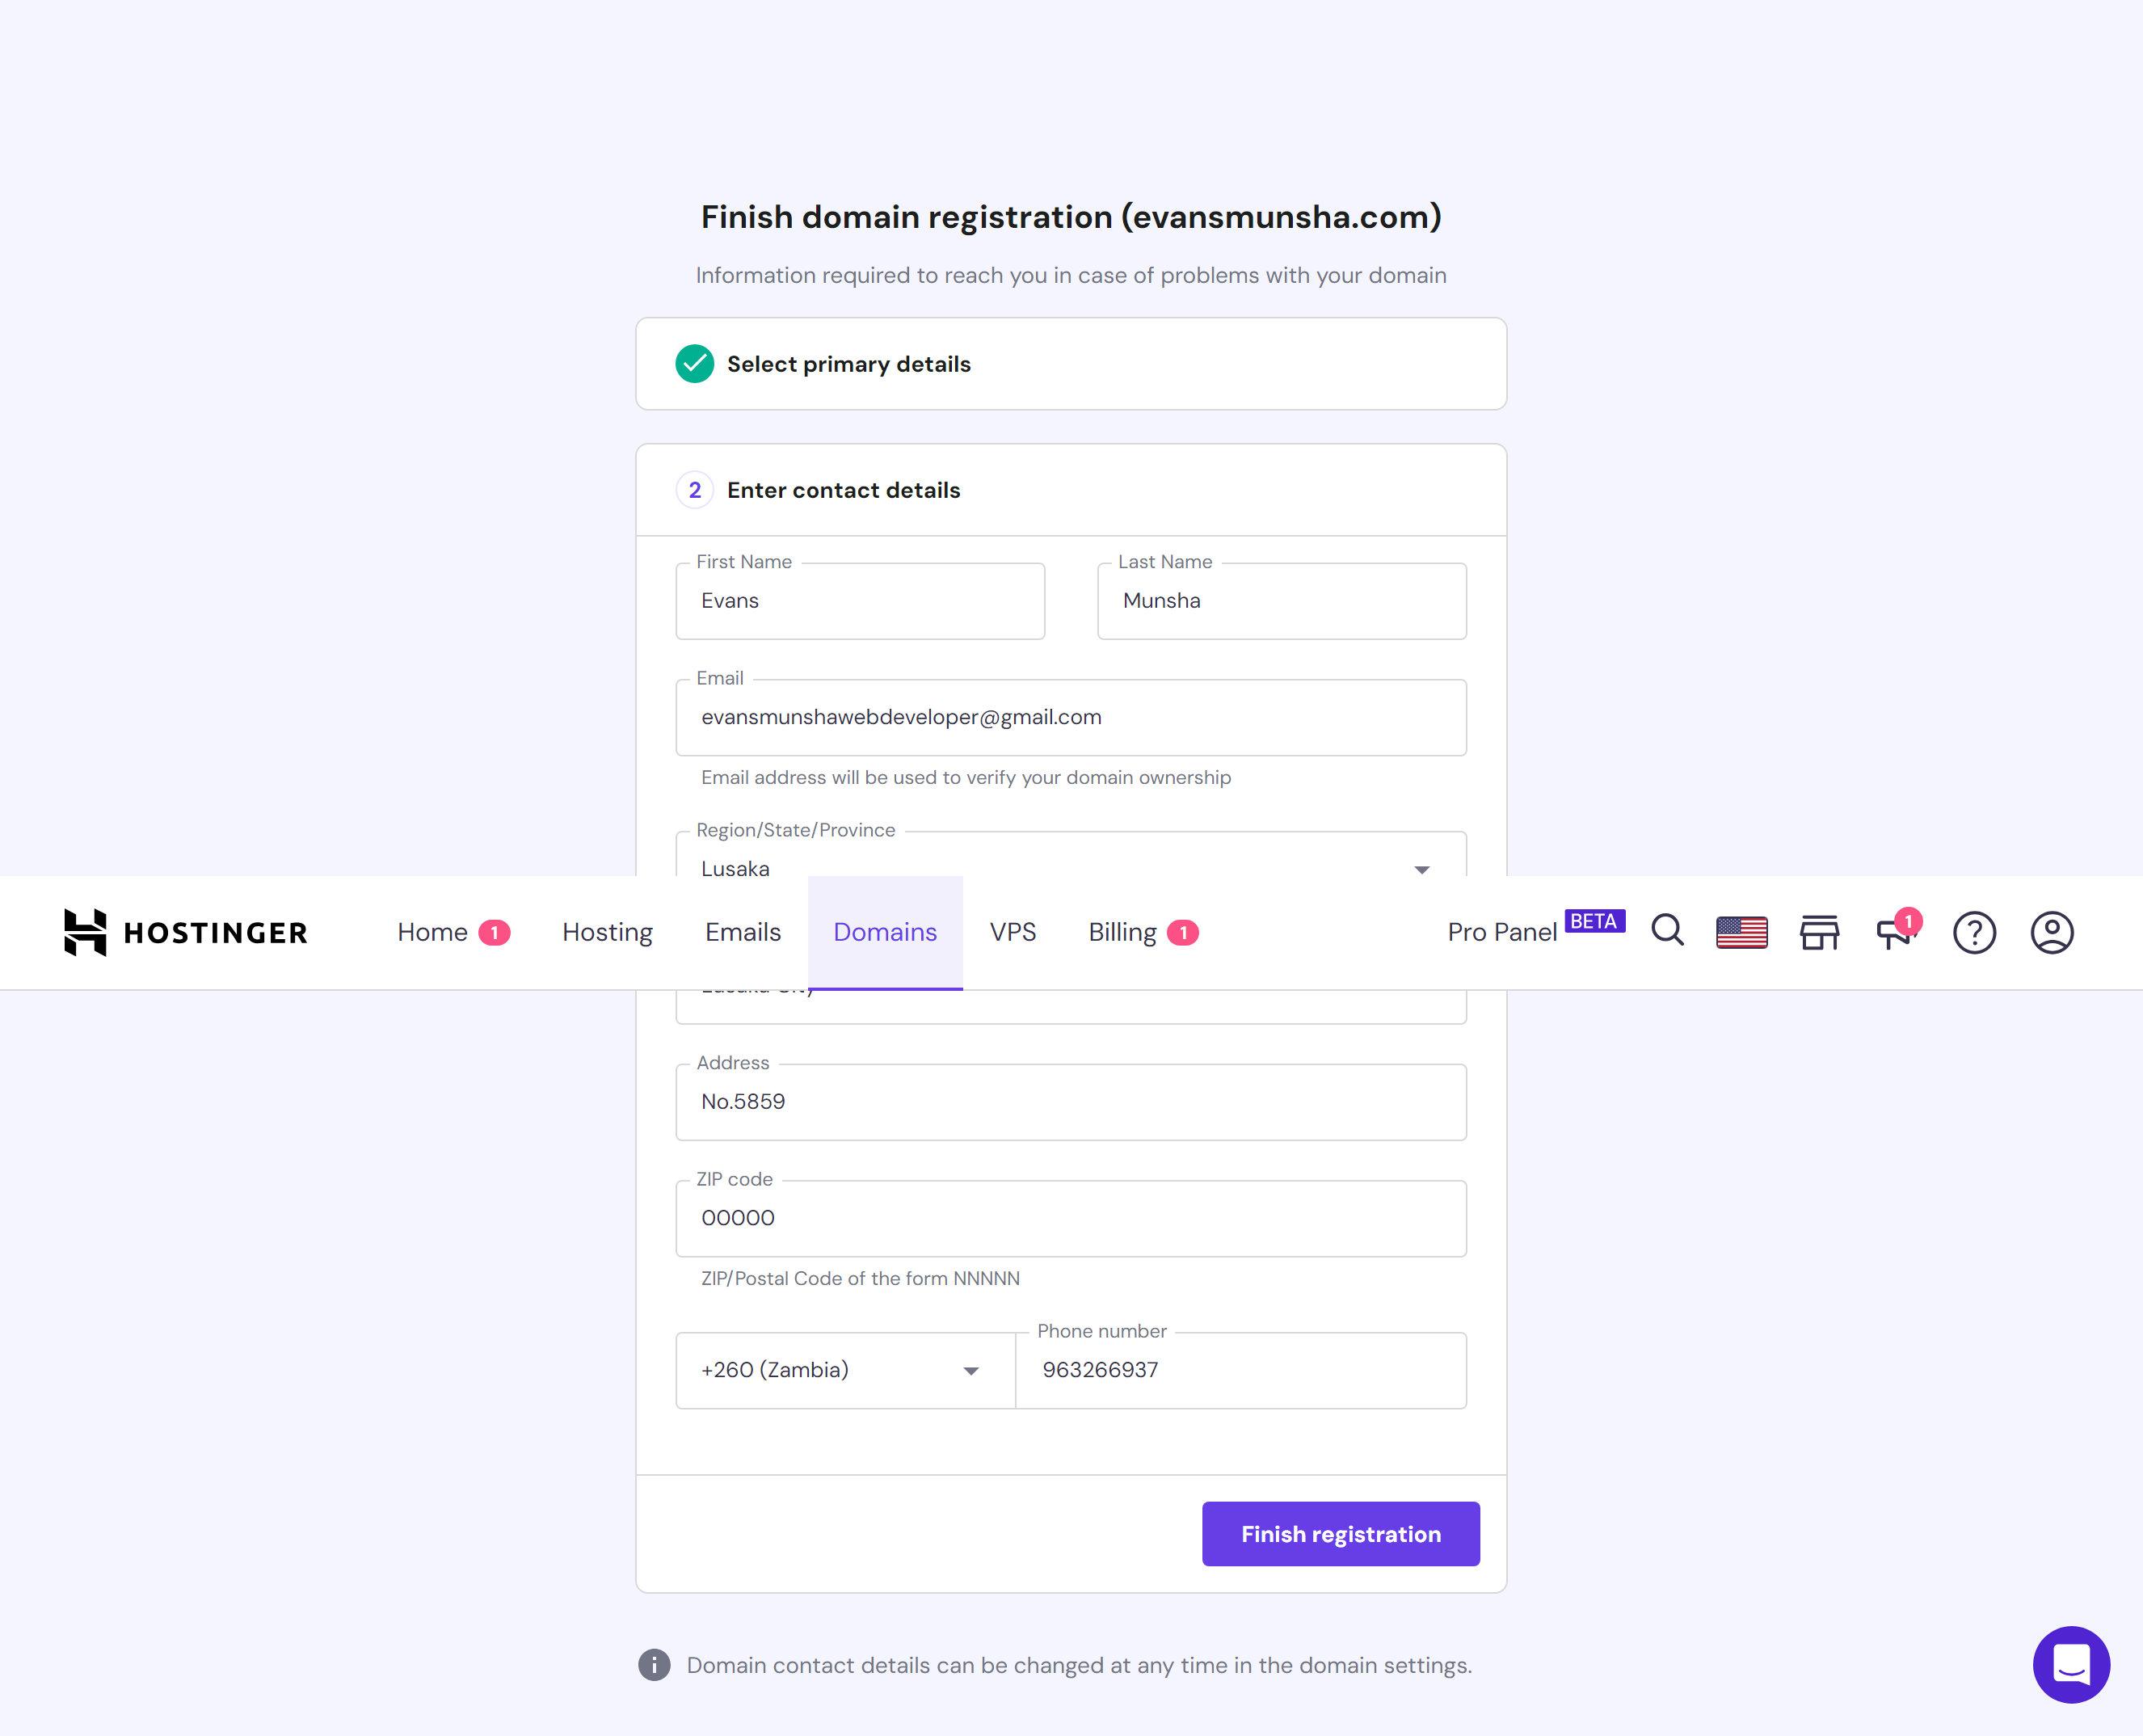 Finish domain registration (evansmunsha.com)
Information required to reach you in case of problems with your domain
Select primary details
2 Enter contact details
First Name
Last Name
Evans
Munsha
Email
evansmunshawebdeveloper@gmail.com
Email address will be used to verify your domain ownership
Region/State/Province
Lusaka
HOSTINGER Home 1 Hosting Emails Domains VPS Billing 1 Pro Panel BETA 1
Address
No.5859
ZIP code
00000
ZIP/Postal Code of the form NNNNN
Phone number
+260 (Zambia) 963266937
Finish registration
Domain contact details can be changed at any time in the domain settings.